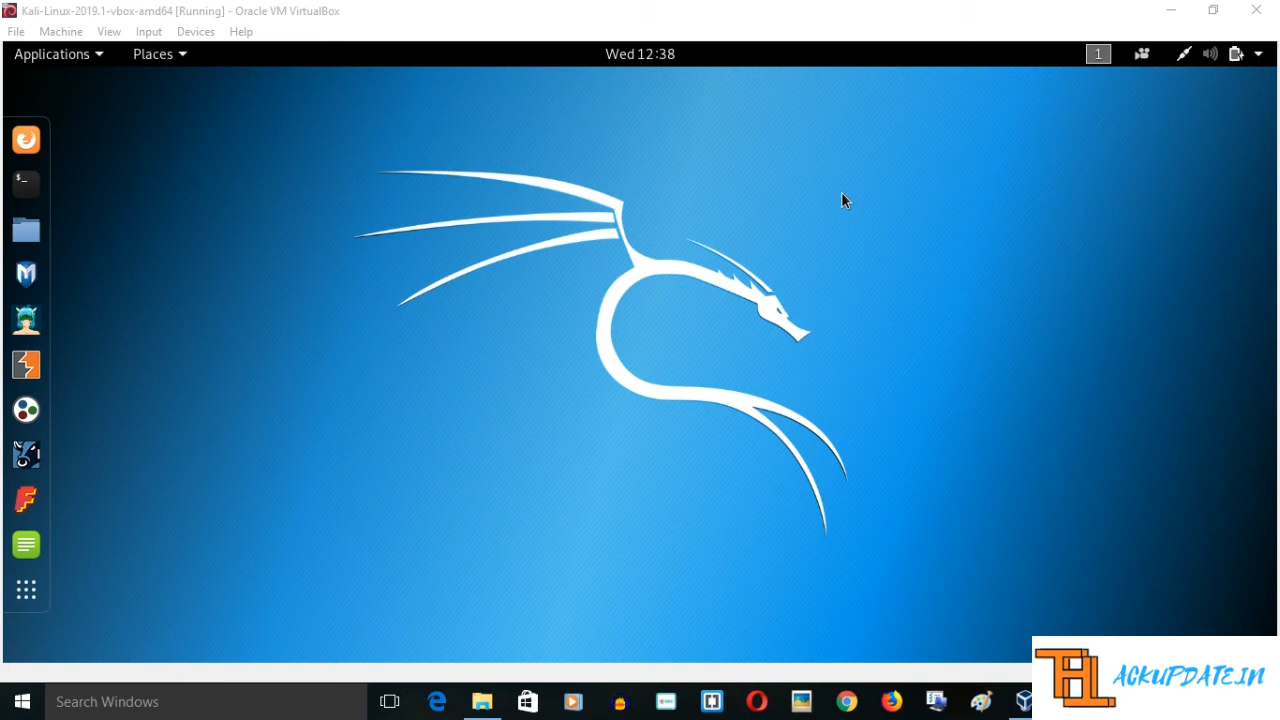 Kali-Linux-2019.1-vbox-amd64 [Running] - Oracle VM VirtualBox
File Machine View Input Devices Help
Applications Places Wed 12:38 1
$_
Search Windows
ACKUPDATE.IN